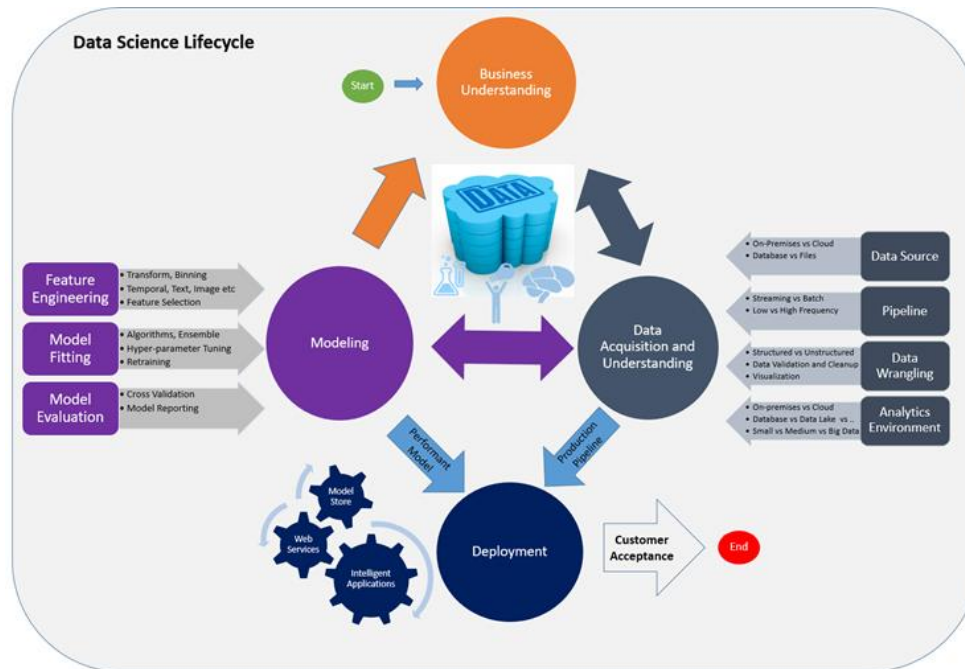 Data Science Lifecycle
Start
Business
Understanding
DATA
Feature
Engineering
• Transform, Binning
• Temporal, Text, Image etc
• Feature Selection
Model
Fitting
• Algorithms, Ensemble
• Hyper-parameter Tuning
• Retraining
Model
Evaluation
• Cross Validation
• Model Reporting
Modeling
Data
Acquisition and
Understanding
• On-Premises vs Cloud
• Database vs Files
Data Source
• Streaming vs Batch
• Low vs High Frequency
Pipeline
• Structured vs Unstructured
• Data Validation and Cleanup
• Visualization
Data
Wrangling
• On-premises vs Cloud
• Database vs Data Lake vs ..
• Small vs Medium vs Big Data
Analytics
Environment
Performant
Model
Production
Pipeline
Model
Store
Web
Services
Intelligent
Applications
Deployment
Customer
Acceptance
End